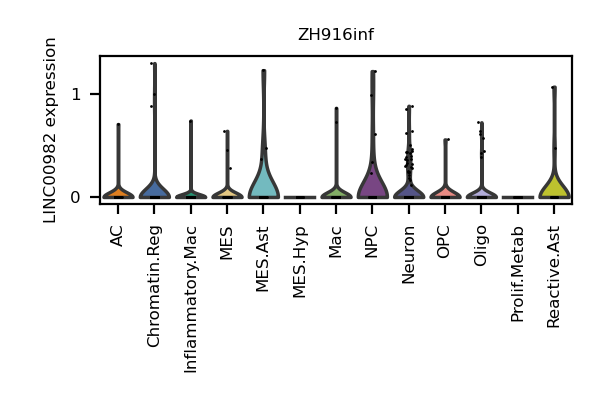 ZH916inf
LINC00982 expression
1
0
AC
Chromatin.Reg
Inflammatory.Mac
MES
MES.Ast
MES.Hyp
Mac
NPC
Neuron
OPC
Oligo
Prolif.Metab
Reactive.Ast